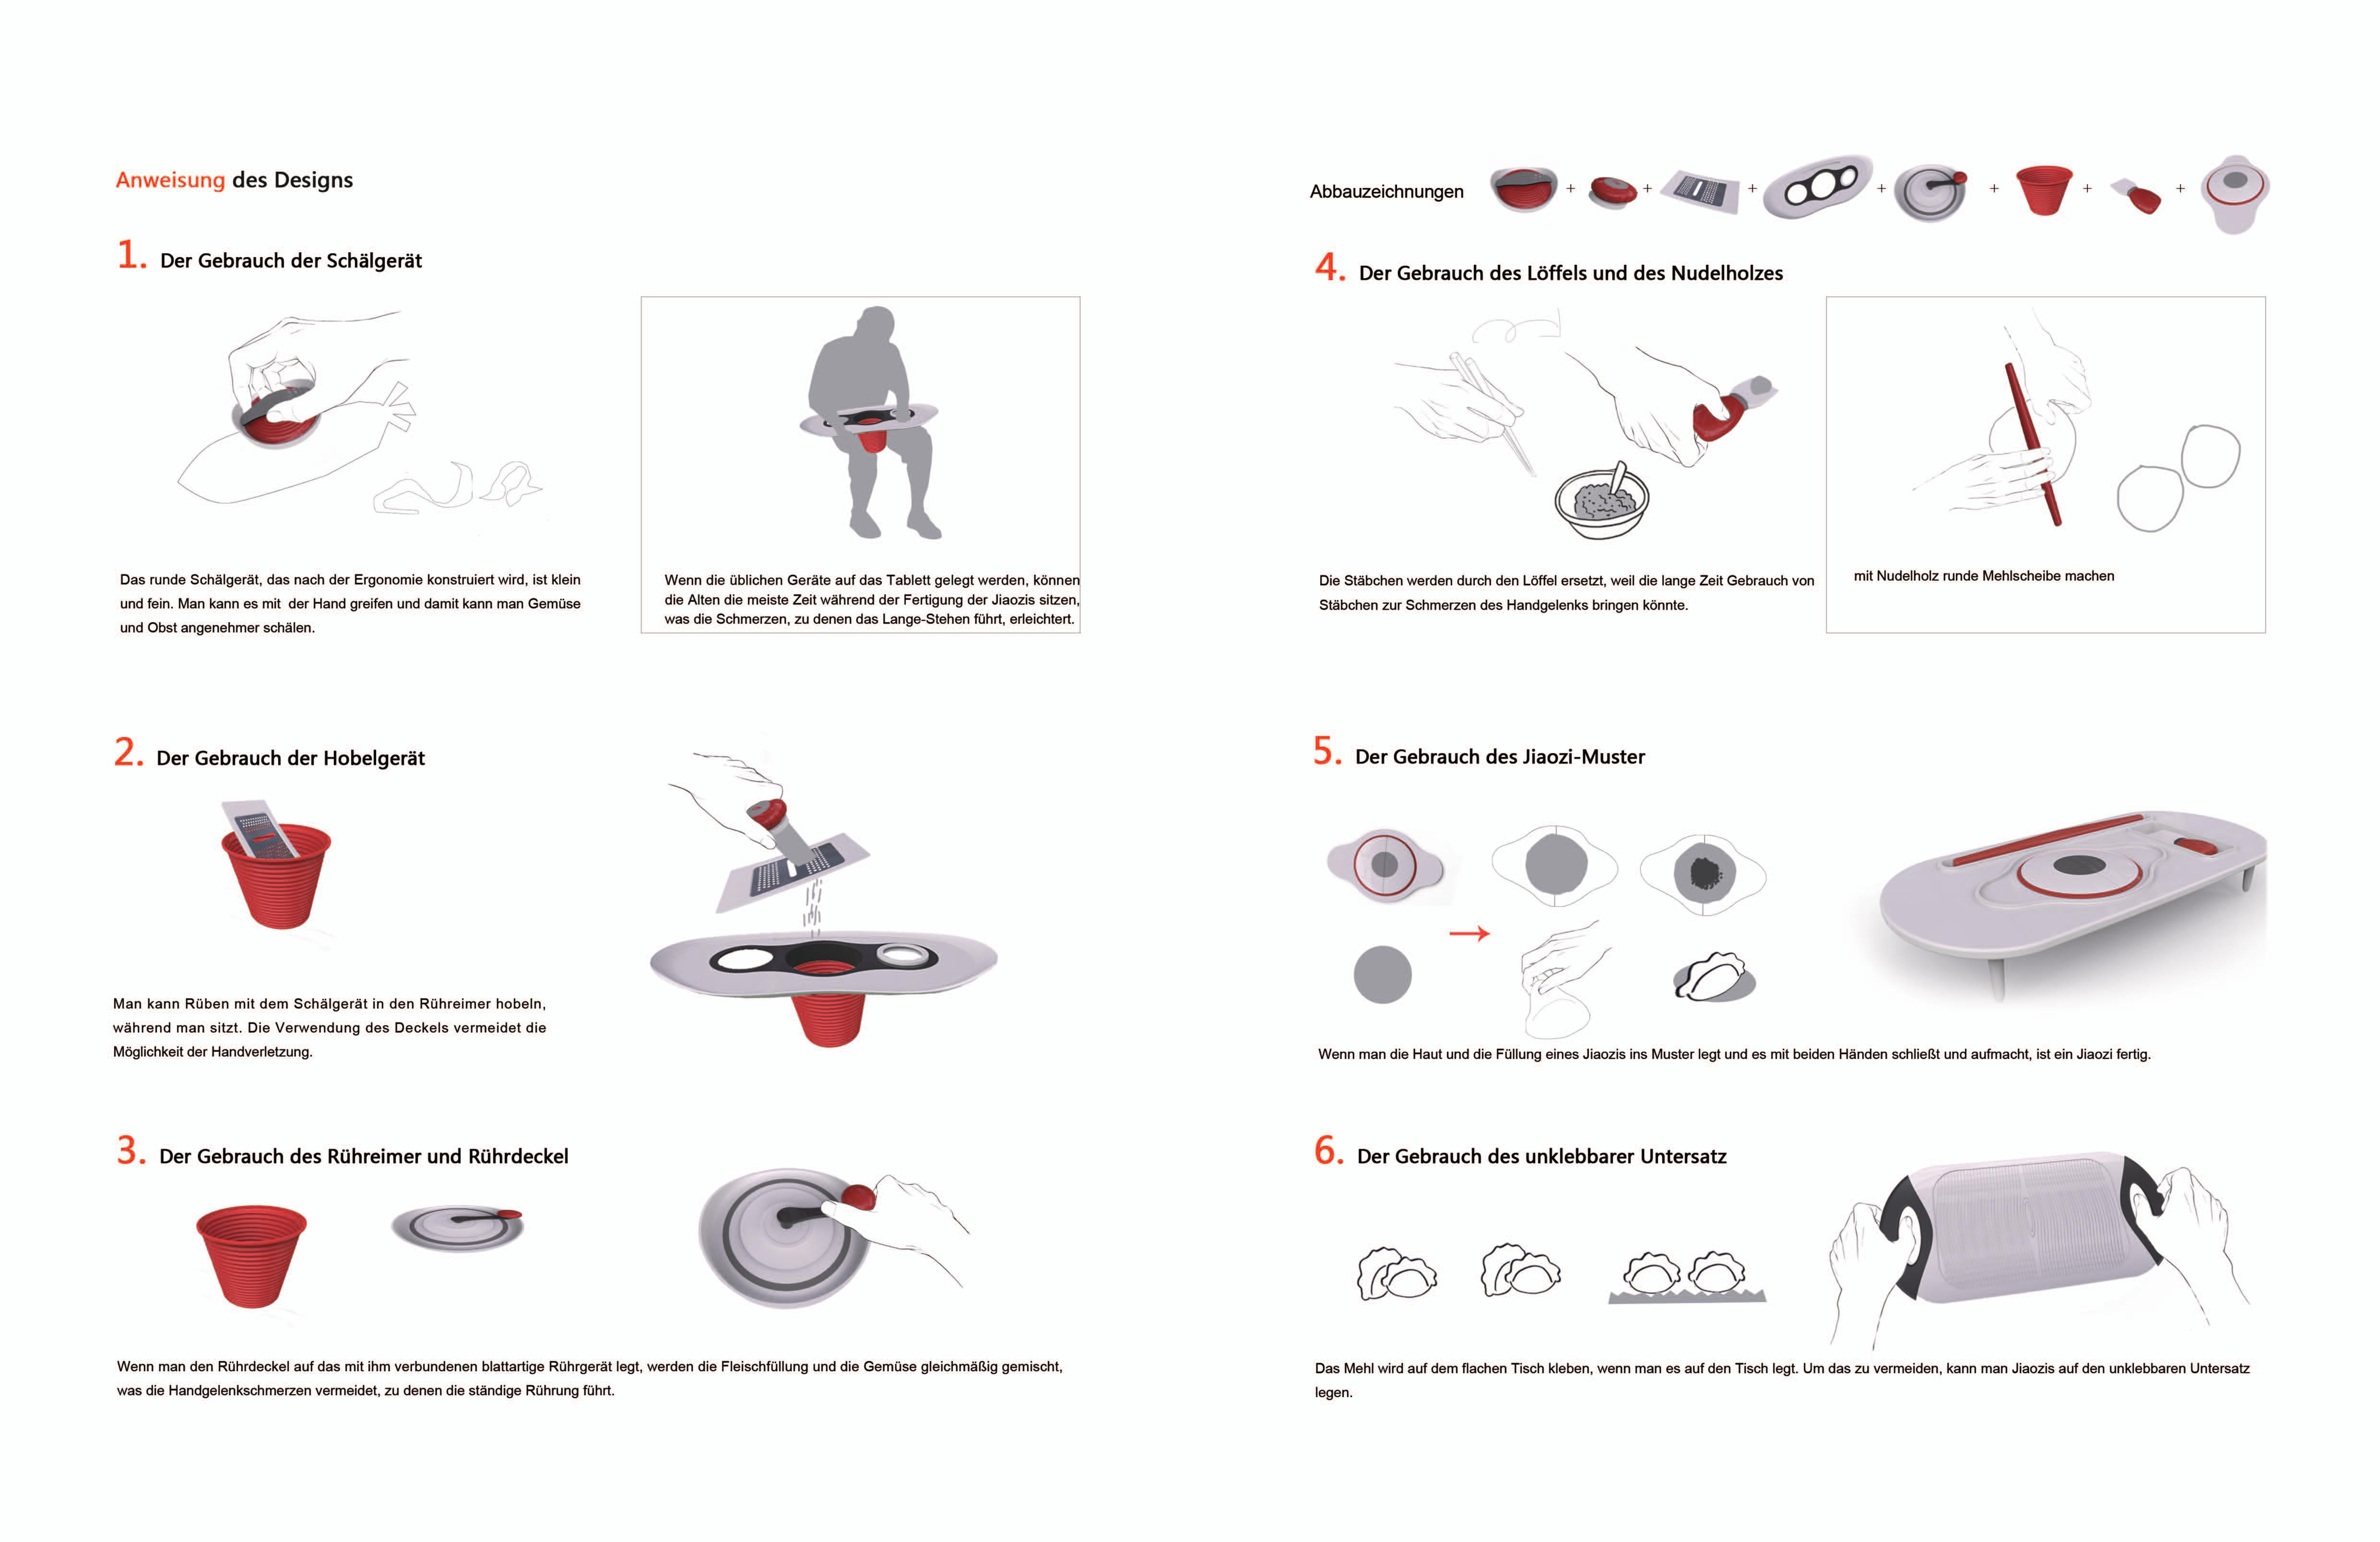 Anweisung des Designs
1. Der Gebrauch der Schälgerät
Das runde Schälgerät, das nach der Ergonomie konstruiert wird, ist klein
und fein. Man kann es mit der Hand greifen und damit kann man Gemüse
und Obst angenehmer schälen.
Wenn die üblichen Geräte auf das Tablett gelegt werden, können
die Alten die meiste Zeit während der Fertigung der Jiaozis sitzen,
was die Schmerzen, zu denen das Lange-Stehen führt, erleichtert.
2. Der Gebrauch der Hobelgerät
Man kann Rüben mit dem Schälgerät in den Rühreimer hobeln,
während man sitzt. Die Verwendung des Deckels vermeidet die
Möglichkeit der Handverletzung.
3. Der Gebrauch des Rühreimer und Rührdeckel
Wenn man den Rührdeckel auf das mit ihm verbundenen blattartige Rührgerät legt, werden die Fleischfüllung und die Gemüse gleichmäßig gemischt,
was die Handgelenkschmerzen vermeidet, zu denen die ständige Rührung führt.
Abbauzeichnungen + + + + + + +
4. Der Gebrauch des Löffels und des Nudelholzes
Die Stäbchen werden durch den Löffel ersetzt, weil die lange Zeit Gebrauch von
Stäbchen zur Schmerzen des Handgelenks bringen könnte.
mit Nudelholz runde Mehlscheibe machen
5. Der Gebrauch des Jiaozi-Muster
Wenn man die Haut und die Füllung eines Jiaozis ins Muster legt und es mit beiden Händen schließt und aufmacht, ist ein Jiaozi fertig.
6. Der Gebrauch des unklebbarer Untersatz
Das Mehl wird auf dem flachen Tisch kleben, wenn man es auf den Tisch legt. Um das zu vermeiden, kann man Jiaozis auf den unklebbaren Untersatz
legen.